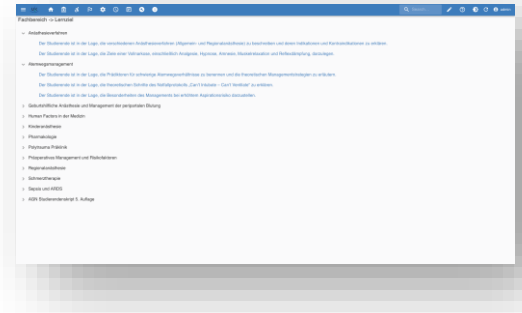 Search...
admin
Fachbereich => Lernziel
Anästhesieverfahren
Der Studierende ist in der Lage, die verschiedenen Anästhesieverfahren (Allgemein- und Regionalanästhesie) zu beschreiben und deren Indikationen und Kontraindikationen zu erklären.
Der Studierende ist in der Lage, die Ziele einer Vollnarkose, einschließlich Analgesie, Hypnose, Amnesie, Muskelrelaxation und Reflexdämpfung, darzulegen.
Atemwegsmanagement
Der Studierende ist in der Lage, die Prädiktoren für schwierige Atemwegsverhältnisse zu benennen und die theoretischen Managementstrategien zu erläutern.
Der Studierende ist in der Lage, die theoretischen Schritte des Notfallprotokolls „Can't Intubate – Can't Ventilate" zu erklären.
Der Studierende ist in der Lage, die Besonderheiten des Managements bei erhöhtem Aspirationsrisiko darzustellen.
Geburtshilfliche Anästhesie und Management der peripartalen Blutung
Human Factors in der Medizin
Kinderanästhesie
Pharmakologie
Polytrauma Präklinik
Präoperatives Management und Risikofaktoren
Regionalanästhesie
Schmerztherapie
Sepsis und ARDS
AISN Studierendenskript 5. Auflage